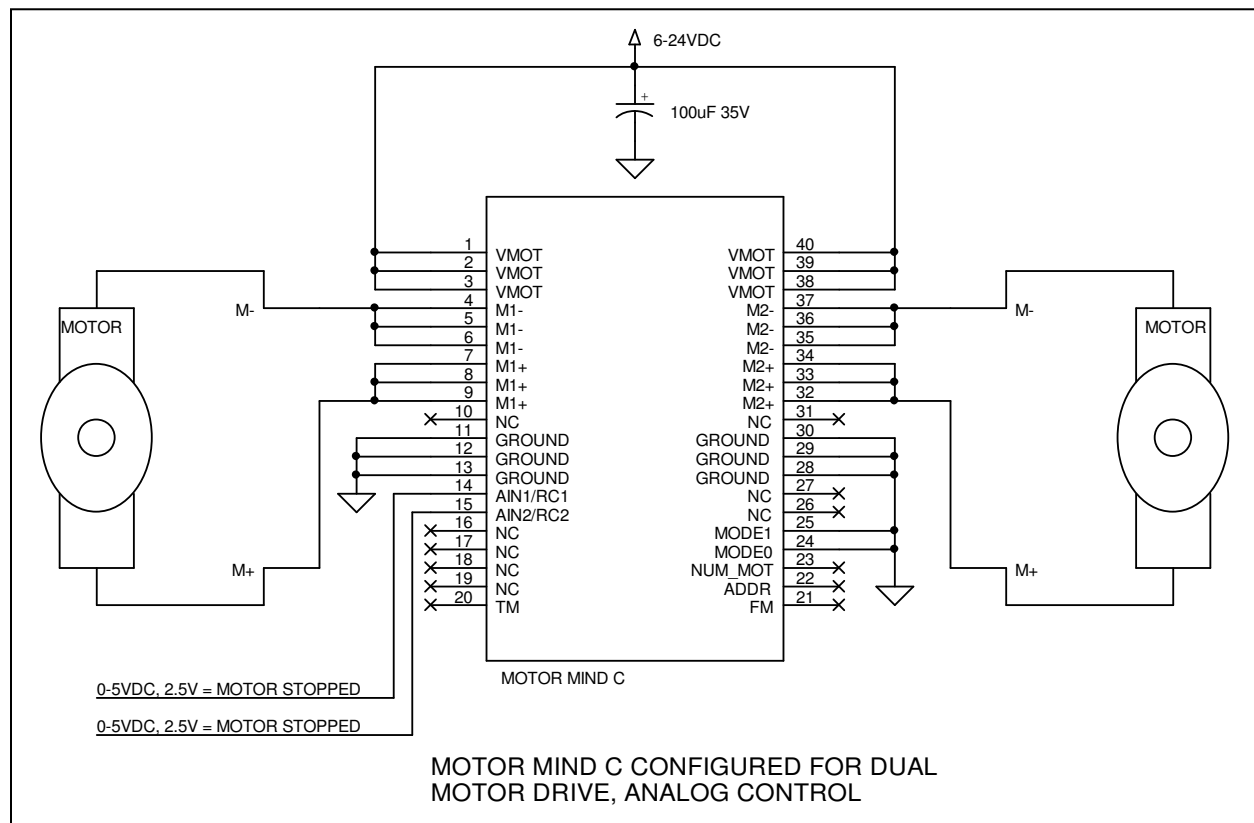 6-24VDC
+
100uF 35V
1 VMOT VMOT 40
2 VMOT VMOT 39
3 VMOT VMOT 38
4 M1- M2- 37
5 M1- M2- 36
6 M1- M2- 35
7 M1+ M2+ 34
8 M1+ M2+ 33
9 M1+ M2+ 32
10 NC NC 31
11 GROUND GROUND 30
12 GROUND GROUND 29
13 GROUND GROUND 28
14 AIN1/RC1 NC 27
15 AIN2/RC2 NC 26
16 NC MODE1 25
17 NC MODE0 24
18 NC NUM_MOT 23
19 NC ADDR 22
20 TM FM 21
M-
MOTOR
M+
M-
MOTOR
M+
MOTOR MIND C
0-5VDC, 2.5V = MOTOR STOPPED
0-5VDC, 2.5V = MOTOR STOPPED
MOTOR MIND C CONFIGURED FOR DUAL
MOTOR DRIVE, ANALOG CONTROL